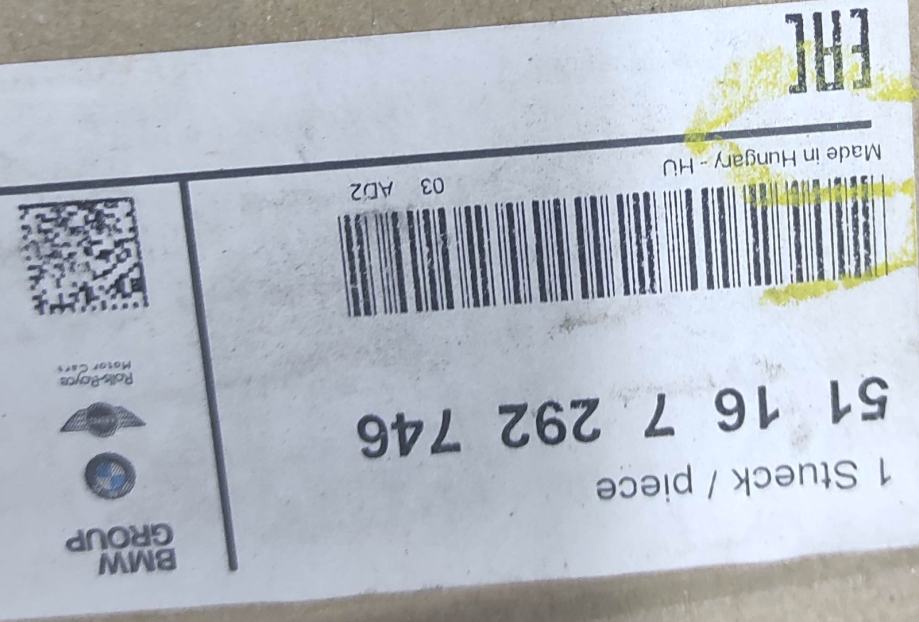 BMW
GROUP
Rolls-Royce
Motor Cars
1 Stueck / piece
51 16 7 292 746
03 AD2
Made in Hungary - HU
EAC